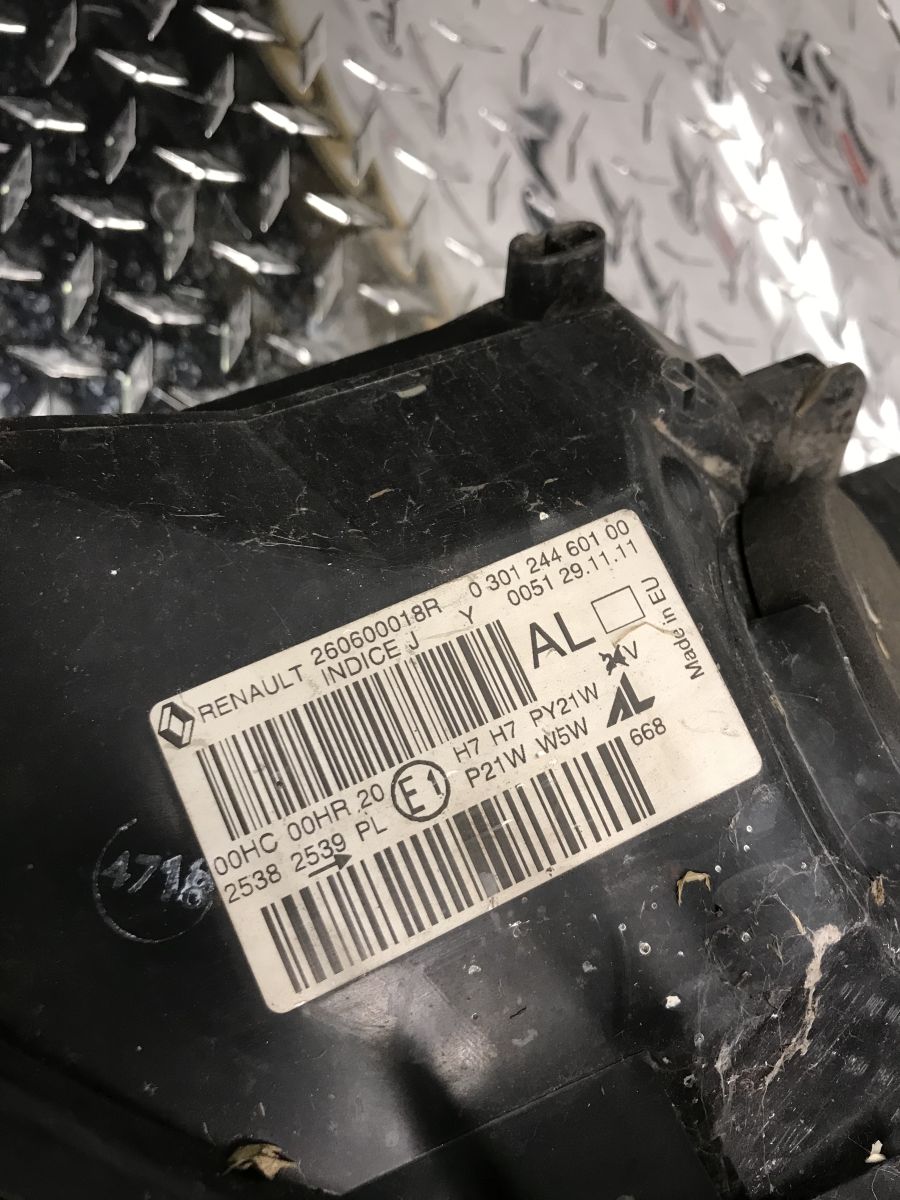 RENAULT 260600018R 0 301 244 601 00
INDICE J Y 0051 29.11.11
AL
Made in EU
V
00HC 00HR 20 E1 H7 H7 PY21W
2538 2539 PL P21W W5W AL
668
4718